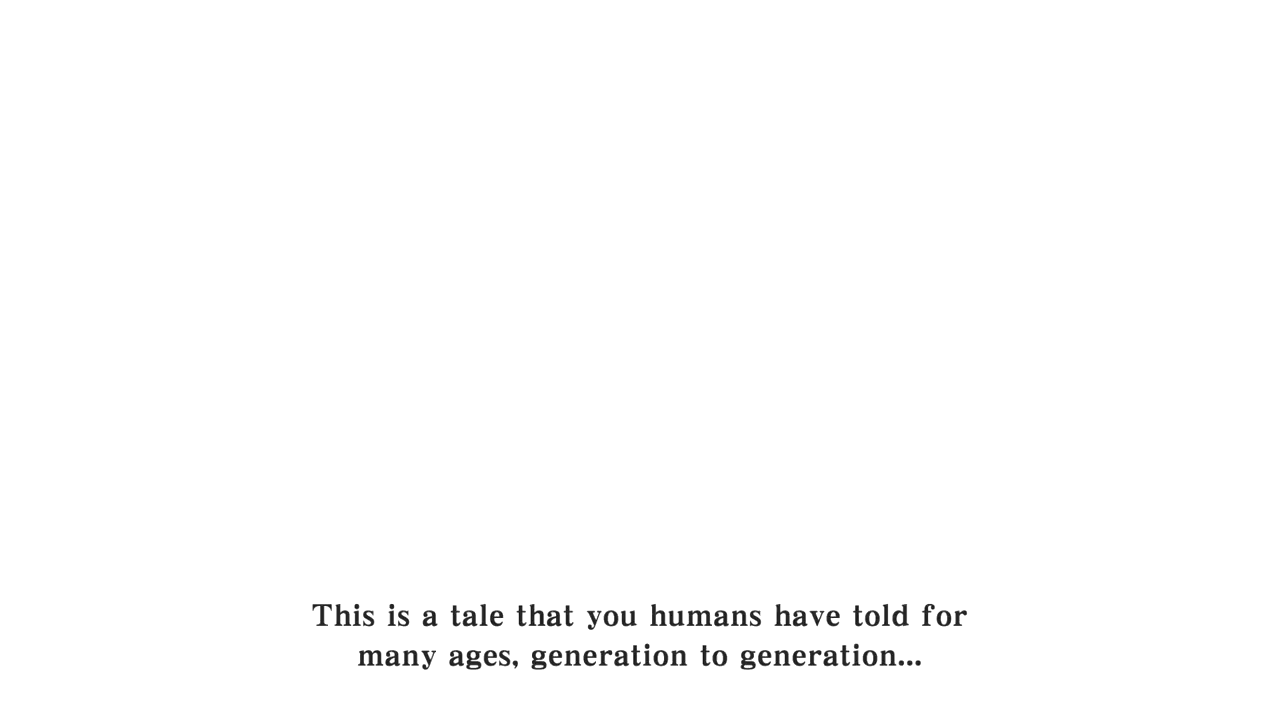 This is a tale that you humans have told for
many ages, generation to generation...